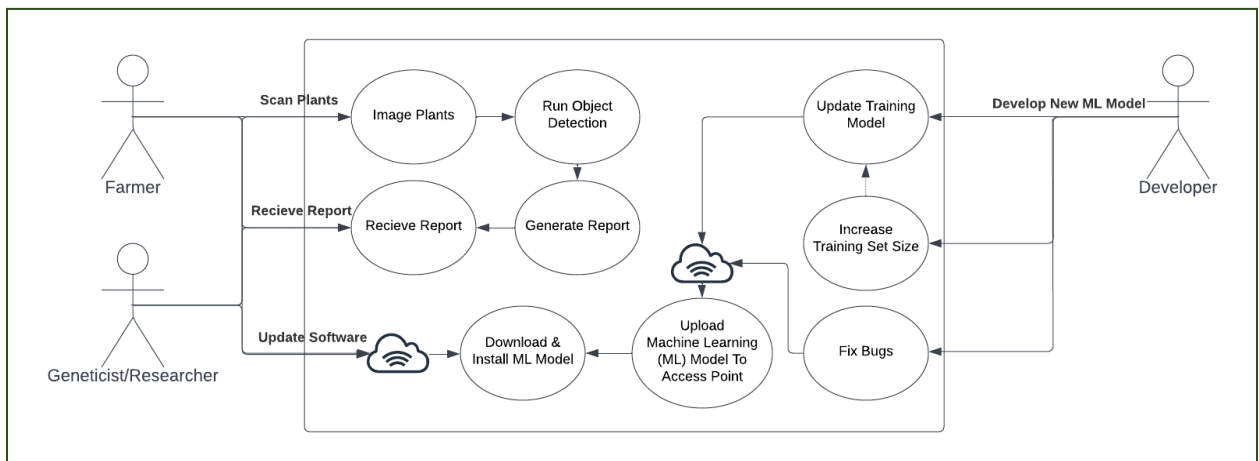 Scan Plants
Image Plants
Run Object
Detection
Update Training
Model
Develop New ML Model
Farmer
Developer
Recieve Report
Recieve Report
Generate Report
Increase
Training Set Size
Update Software
Download &
Install ML Model
Upload
Machine Learning
(ML) Model To
Access Point
Fix Bugs
Geneticist/Researcher